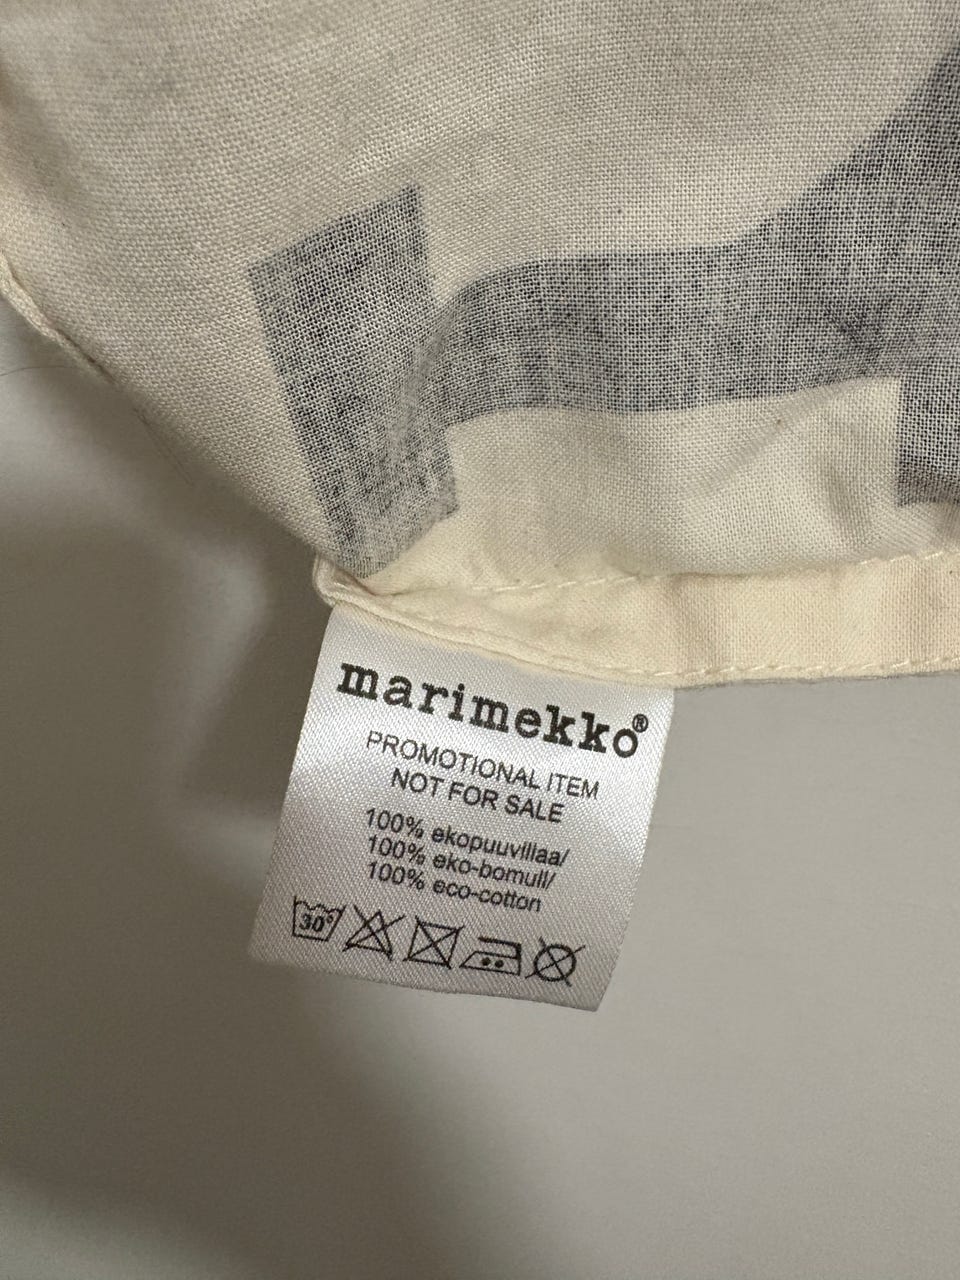 marimekko®
PROMOTIONAL ITEM
NOT FOR SALE
100% ekopuuvillaa/
100% eko-bomull/
100% eco-cotton
30°